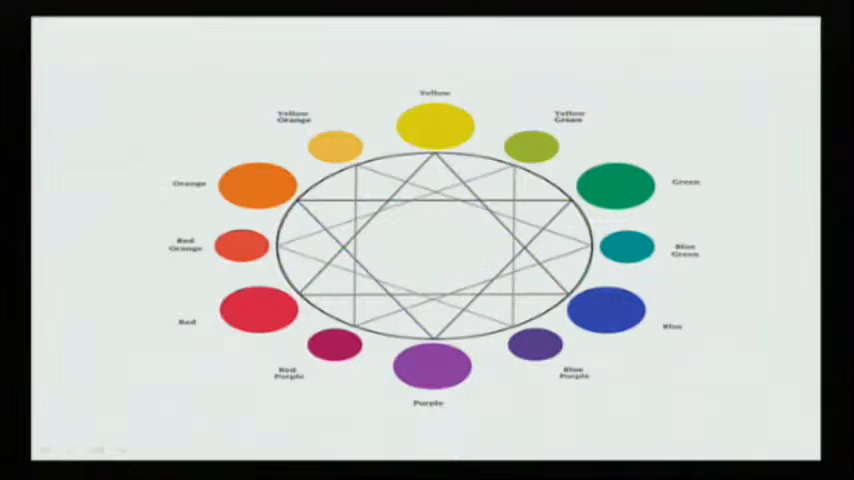 Yellow
Yellow
Orange
Yellow
Green
Orange
Green
Red
Orange
Blue
Green
Red
Blue
Red
Purple
Blue
Purple
Purple